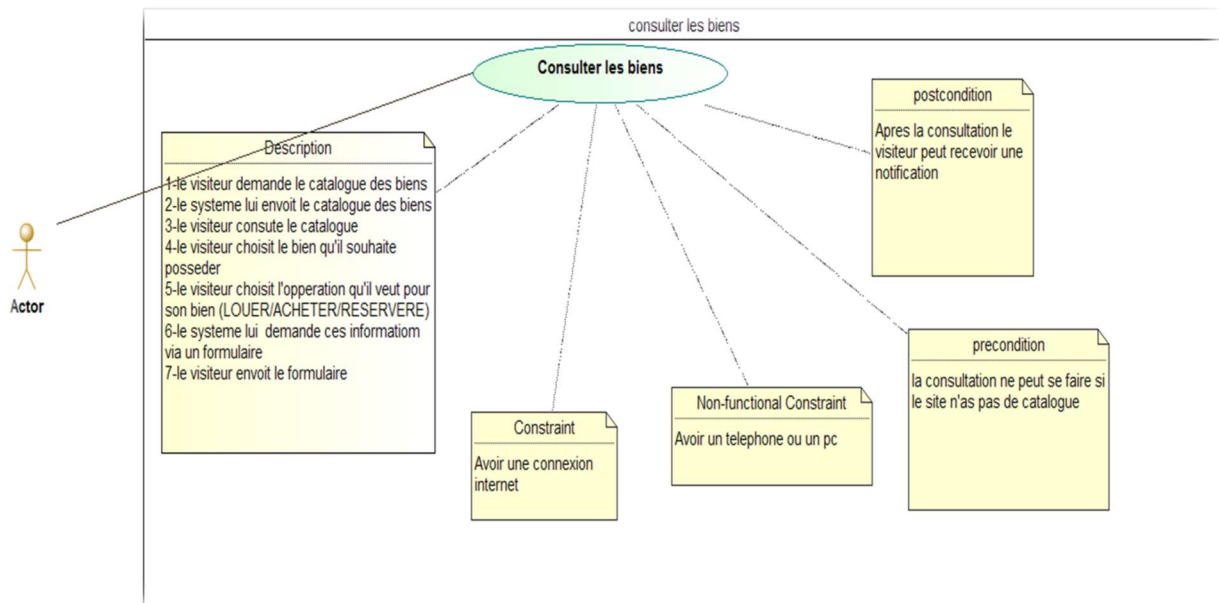 consulter les biens
Consulter les biens
postcondition
Apres la consultation le
visiteur peut recevoir une
notification
Description
1-le visiteur demande le catalogue des biens
2-le systeme lui envoit le catalogue des biens
3-le visiteur consute le catalogue
4-le visiteur choisit le bien qu'il souhaite
posseder
5-le visiteur choisit l'opperation qu'il veut pour
son bien (LOUER/ACHETER/RESERVERE)
6-le systeme lui demande ces informatiom
via un formulaire
7-le visiteur envoit le formulaire
Actor
precondition
la consultation ne peut se faire si
le site n'as pas de catalogue
Non-functional Constraint
Avoir un telephone ou un pc
Constraint
Avoir une connexion
internet